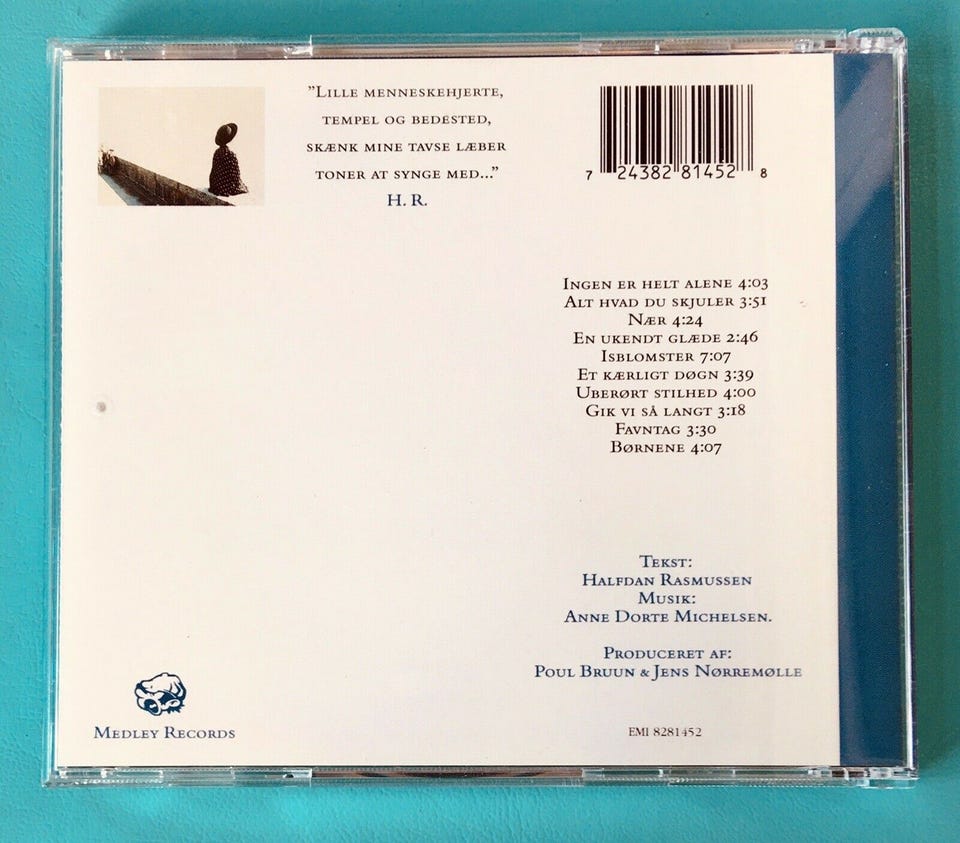 ”Lille menneskehjerte,
tempel og bedested,
skænk mine tavse læber
toner at synge med...”
H. R.
7 24382 81452 8
Ingen er helt alene 4:03
Alt hvad du skjuler 3:51
Nær 4:24
En ukendt glæde 2:46
Isblomster 7:07
Et kærligt døgn 3:39
Uberørt stilhed 4:00
Gik vi så langt 3:18
Favntag 3:30
Børnene 4:07
Tekst:
Halfdan Rasmussen
Musik:
Anne Dorte Michelsen.
Produceret af:
Poul Bruun & Jens Nørremølle
Medley Records
EMI 8281452